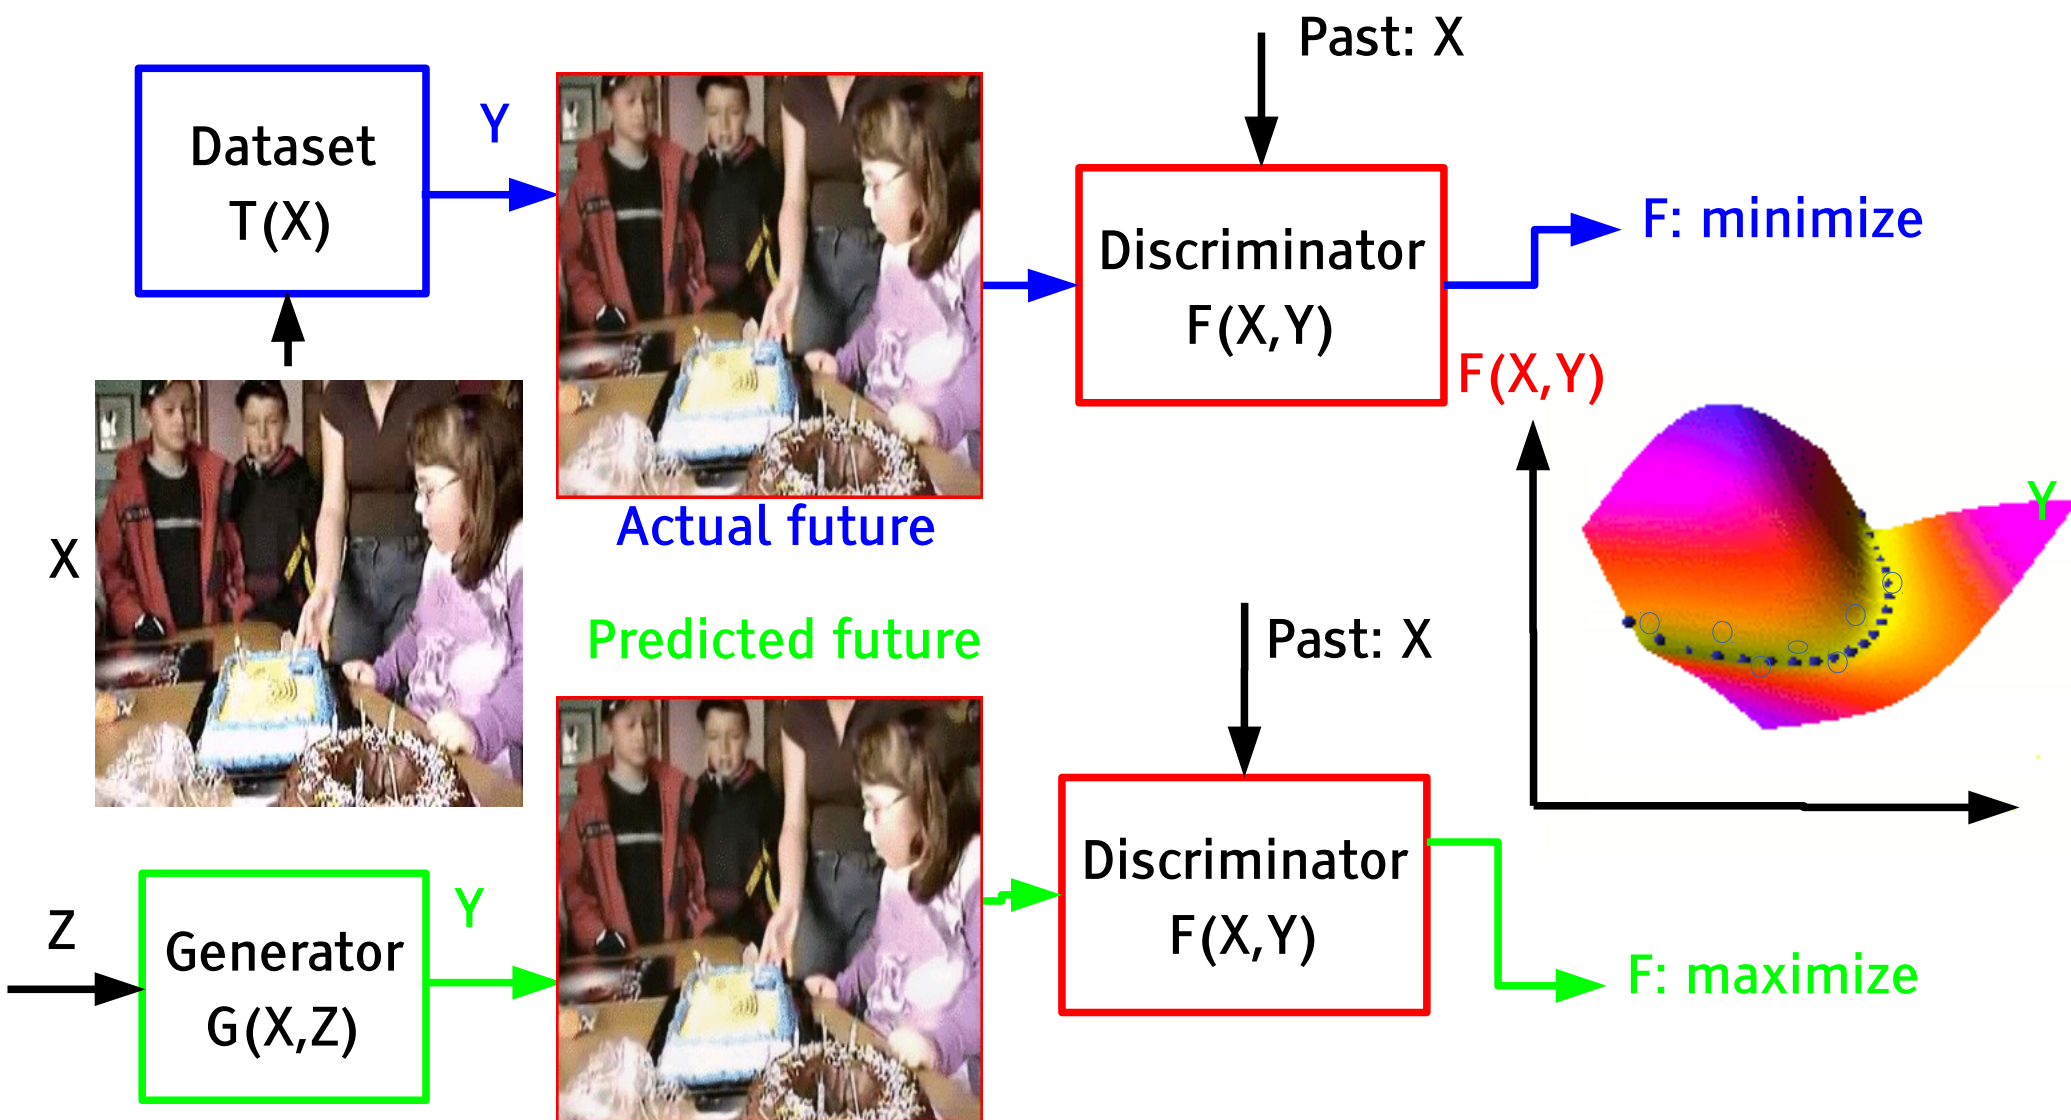 Past: X
Dataset
T(X)
Y
Discriminator
F(X,Y)
F: minimize
F(X,Y)
Y
X
Actual future
Predicted future
Past: X
Z
Generator
G(X,Z)
Y
Discriminator
F(X,Y)
F: maximize